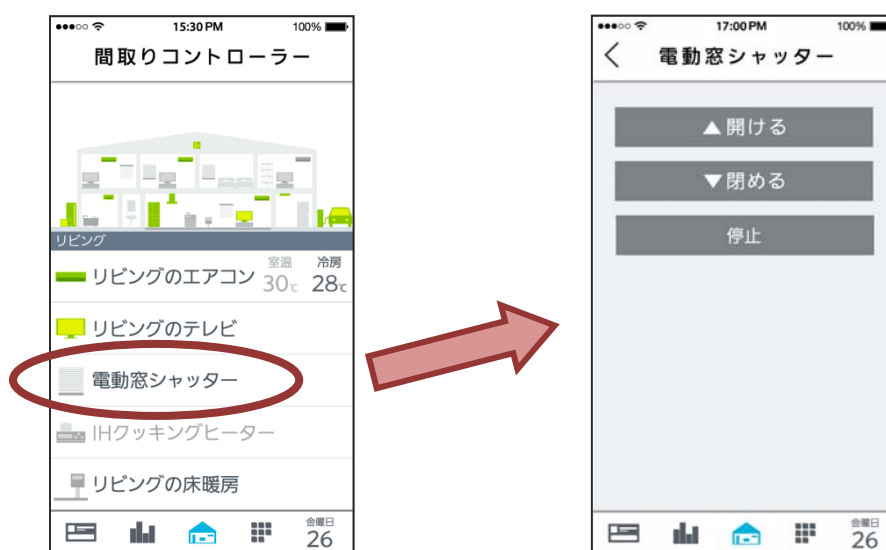 15:30 PM 100%
間取りコントローラー
リビング
リビングのエアコン 室温 30℃ 冷房 28℃
リビングのテレビ
電動窓シャッター
IHクッキングヒーター
リビングの床暖房
金曜日
26
17:00 PM 100%
電動窓シャッター
▲開ける
▼閉める
停止
金曜日
26